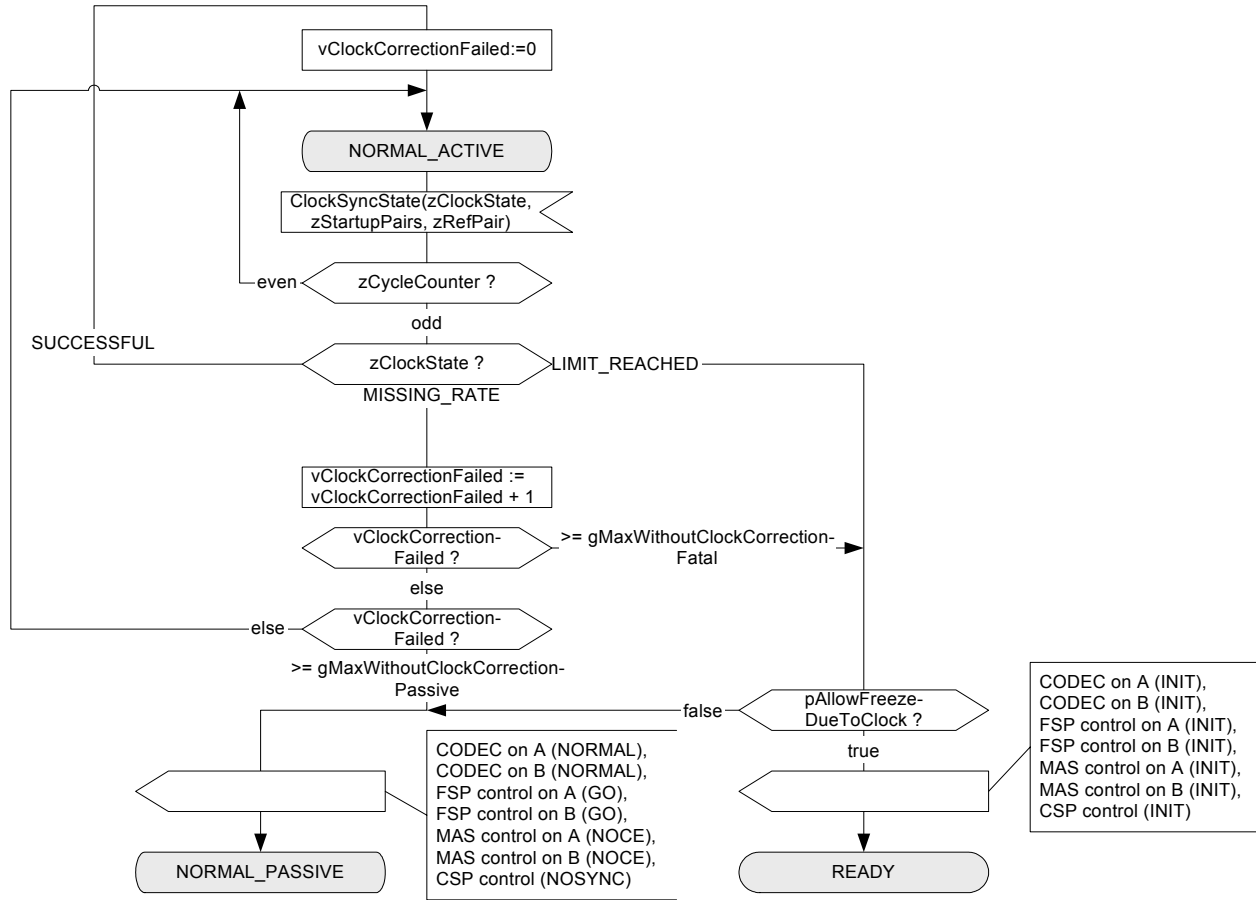 vClockCorrectionFailed:=0
NORMAL_ACTIVE
ClockSyncState(zClockState,
zStartupPairs, zRefPair)
even
zCycleCounter ?
odd
SUCCESSFUL
zClockState ?
LIMIT_REACHED
MISSING_RATE
vClockCorrectionFailed :=
vClockCorrectionFailed + 1
vClockCorrection-
Failed ?
>= gMaxWithoutClockCorrection-
Fatal
else
else
vClockCorrection-
Failed ?
>= gMaxWithoutClockCorrection-
Passive
false
pAllowFreeze-
DueToClock ?
true
CODEC on A (INIT),
CODEC on B (INIT),
FSP control on A (INIT),
FSP control on B (INIT),
MAS control on A (INIT),
MAS control on B (INIT),
CSP control (INIT)
CODEC on A (NORMAL),
CODEC on B (NORMAL),
FSP control on A (GO),
FSP control on B (GO),
MAS control on A (NOCE),
MAS control on B (NOCE),
CSP control (NOSYNC)
NORMAL_PASSIVE
READY